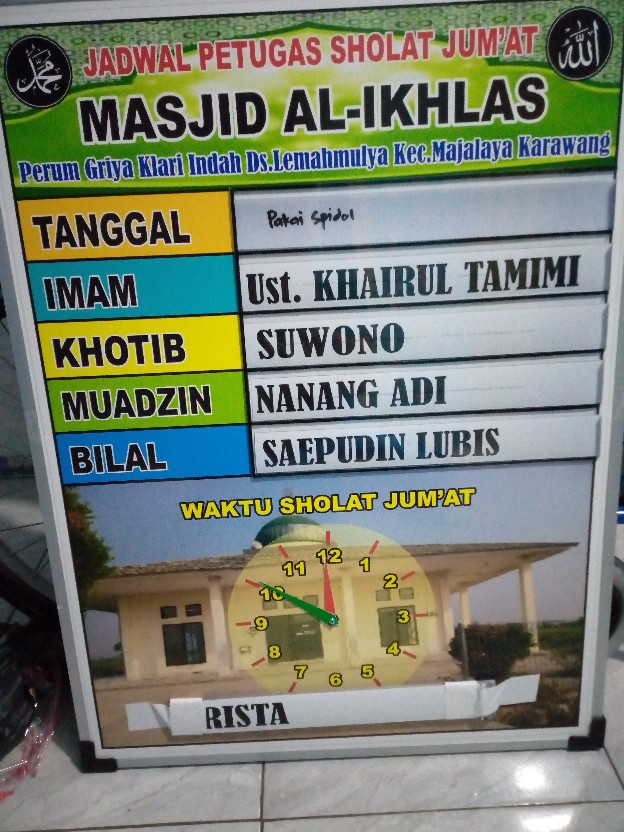 محمد
الله
JADWAL PETUGAS SHOLAT JUM'AT
MASJID AL-IKHLAS
Perum Griya Klari Indah Ds.Lemahmulya Kec.Majalaya Karawang
TANGGAL Pakai Spidol
IMAM Ust. KHAIRUL TAMIMI
KHOTIB SUWONO
MUADZIN NANANG ADI
BILAL SAEPUDIN LUBIS
WAKTU SHOLAT JUM'AT
12
1
2
3
4
5
6
7
8
9
10
11
RISTA